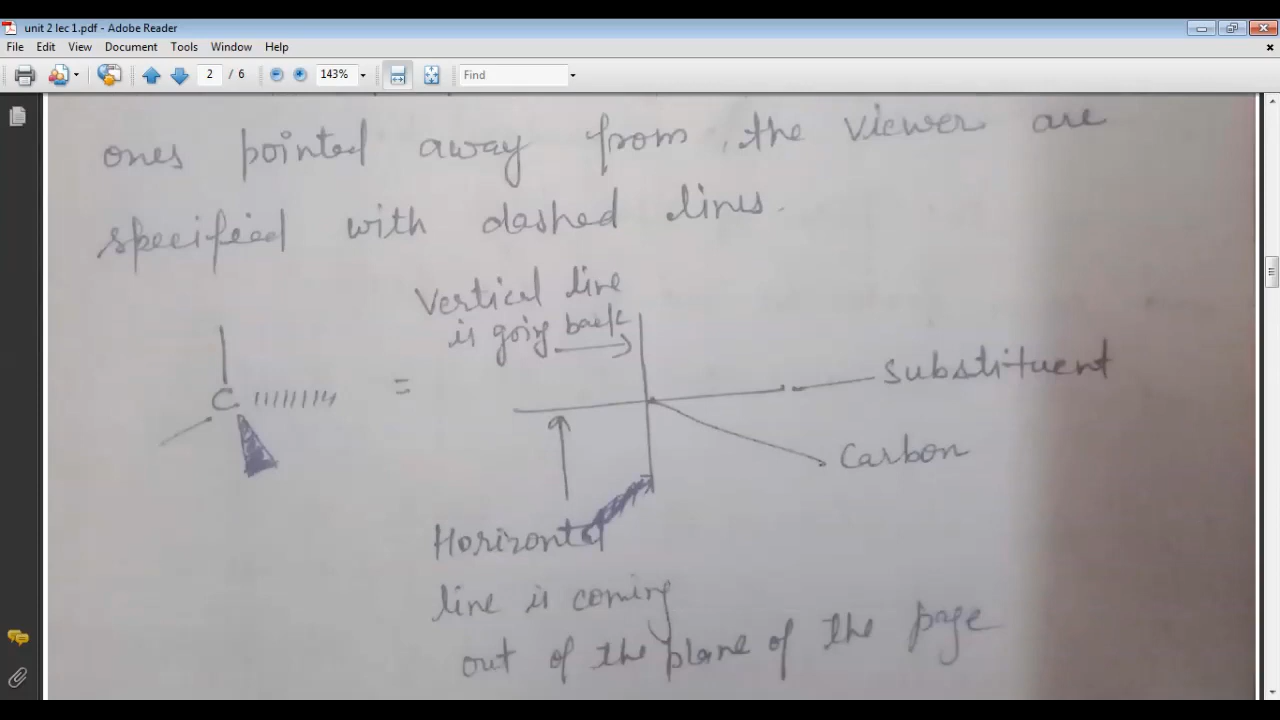 unit 2 lec 1.pdf - Adobe Reader
File Edit View Document Tools Window Help
2 / 6 143% Find
ones pointed away from the viewer are
specified with dashed lines.
Vertical line
is going back
C
=
Substituent
Carbon
Horizontal
line is coming
out of the plane of the page